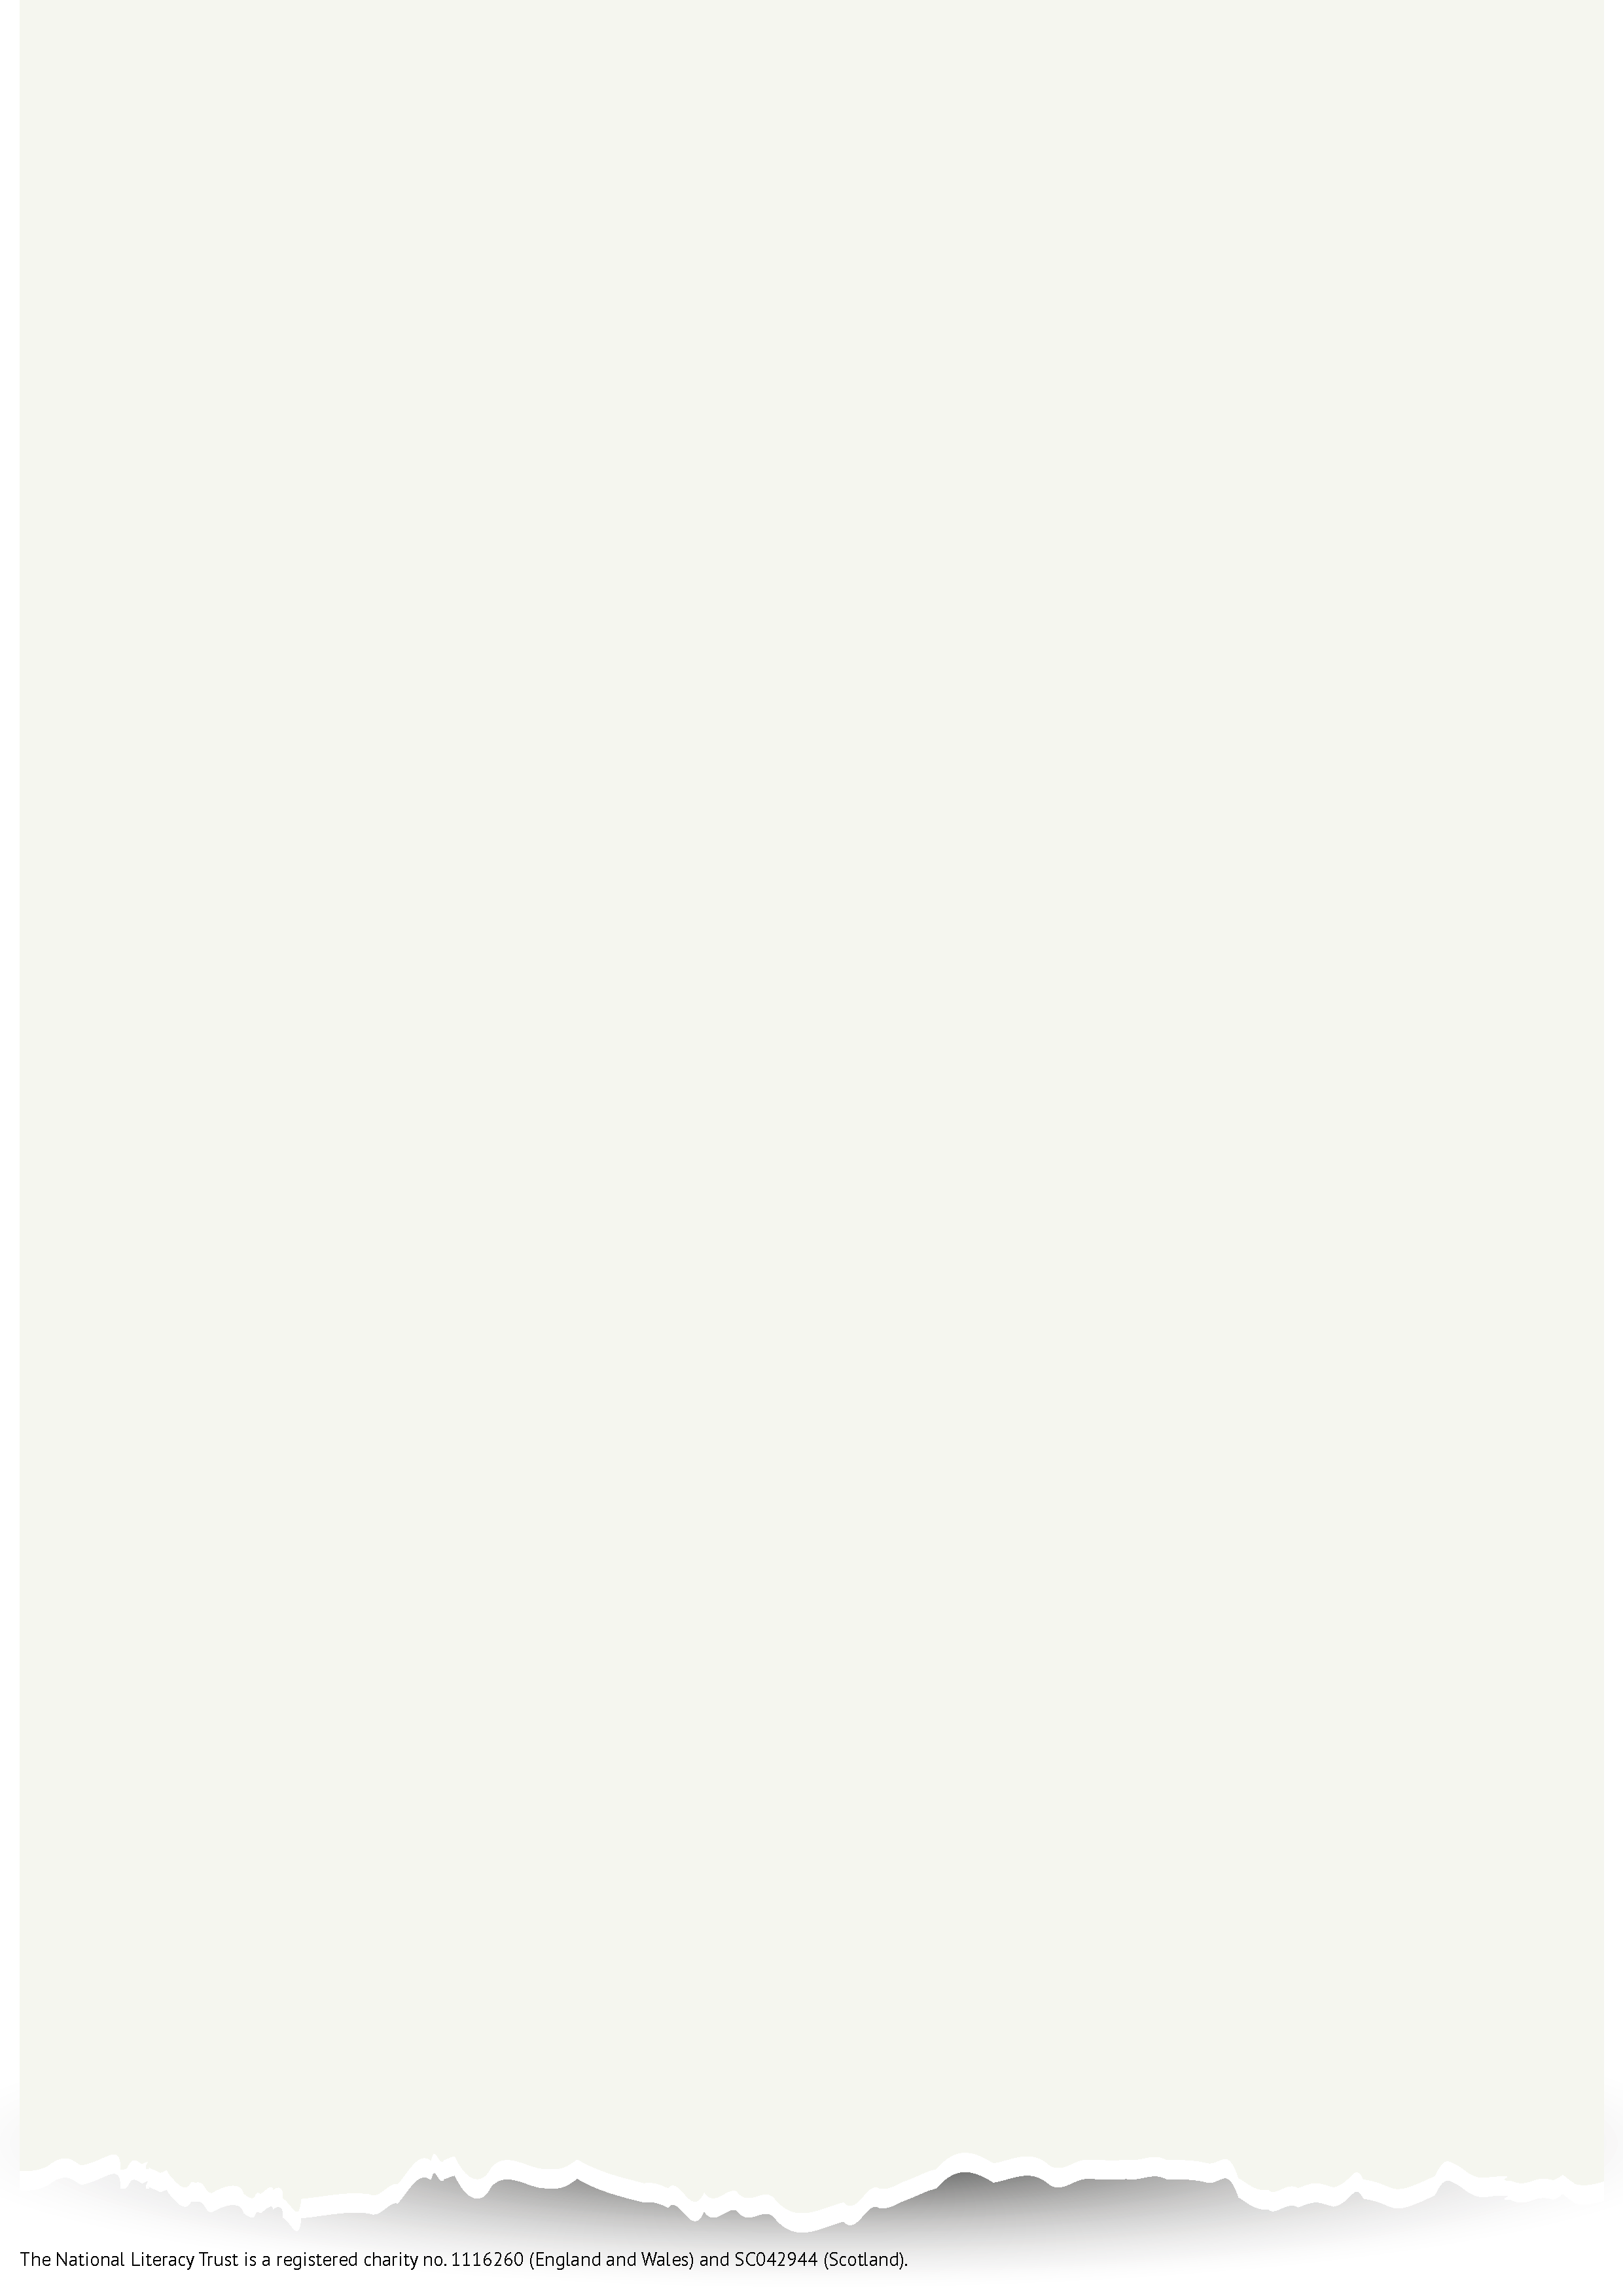 The National Literacy Trust is a registered charity no. 1116260 (England and Wales) and SC042944 (Scotland).